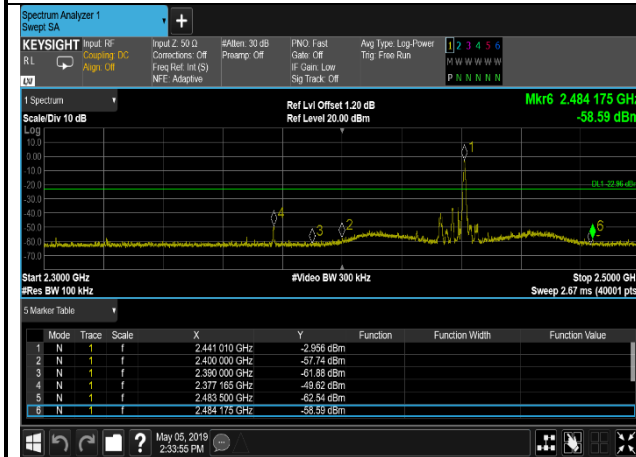 Spectrum Analyzer 1
Swept SA
+
KEYSIGHT Input: RF Input Z: 50 Ω #Atten: 30 dB PNO: Fast Avg Type: Log-Power 1 2 3 4 5 6
RL Coupling: DC Corrections: Off Preamp: Off Gate: Off Trig: Free Run M W W W W W
Align: Off Freq Ref: Int (S) IF Gain: Low
LW NFE: Adaptive Sig Track: Off P N N N N N
1 Spectrum Ref Lvl Offset 1.20 dB Mkr6 2.484 175 GHz
Scale/Div 10 dB Ref Level 20.00 dBm -58.59 dBm
Log
10.0 1
0.00
-10.0
-20.0 DL1 -22.96 dB
-30.0
-40.0 4
-50.0 3 2 6
-60.0
-70.0
Start 2.3000 GHz #Video BW 300 kHz Stop 2.5000 GH
#Res BW 100 kHz Sweep 2.67 ms (40001 pts
5 Marker Table
Mode Trace Scale X Y Function Function Width Function Value
1 N 1 f 2.441 010 GHz -2.956 dBm
2 N 1 f 2.400 000 GHz -57.74 dBm
3 N 1 f 2.390 000 GHz -61.88 dBm
4 N 1 f 2.377 165 GHz -49.62 dBm
5 N 1 f 2.483 500 GHz -62.54 dBm
6 N 1 f 2.484 175 GHz -58.59 dBm
? May 05, 2019
2:33:55 PM